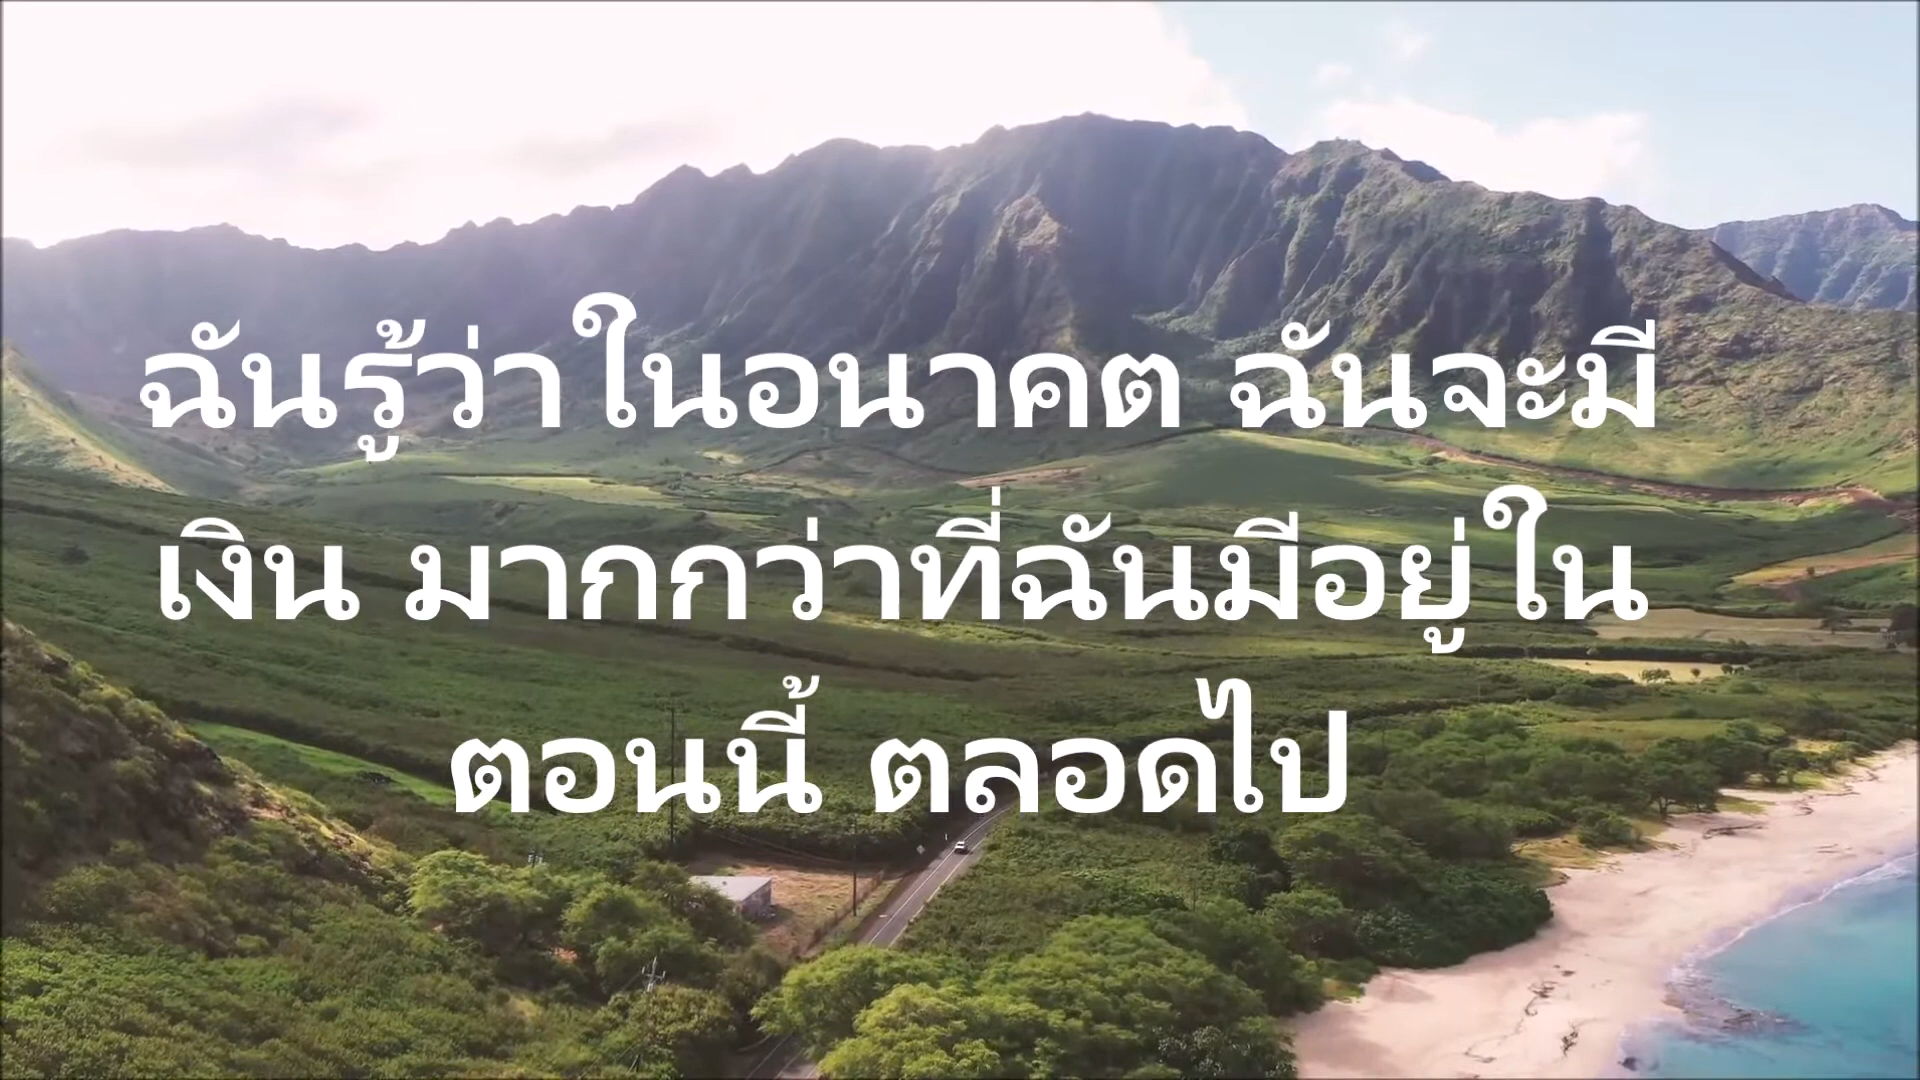 ฉันรู้ว่าในอนาคต ฉันจะมี
เงิน มากกว่าที่ฉันมีอยู่ใน
ตอนนี้ ตลอดไป